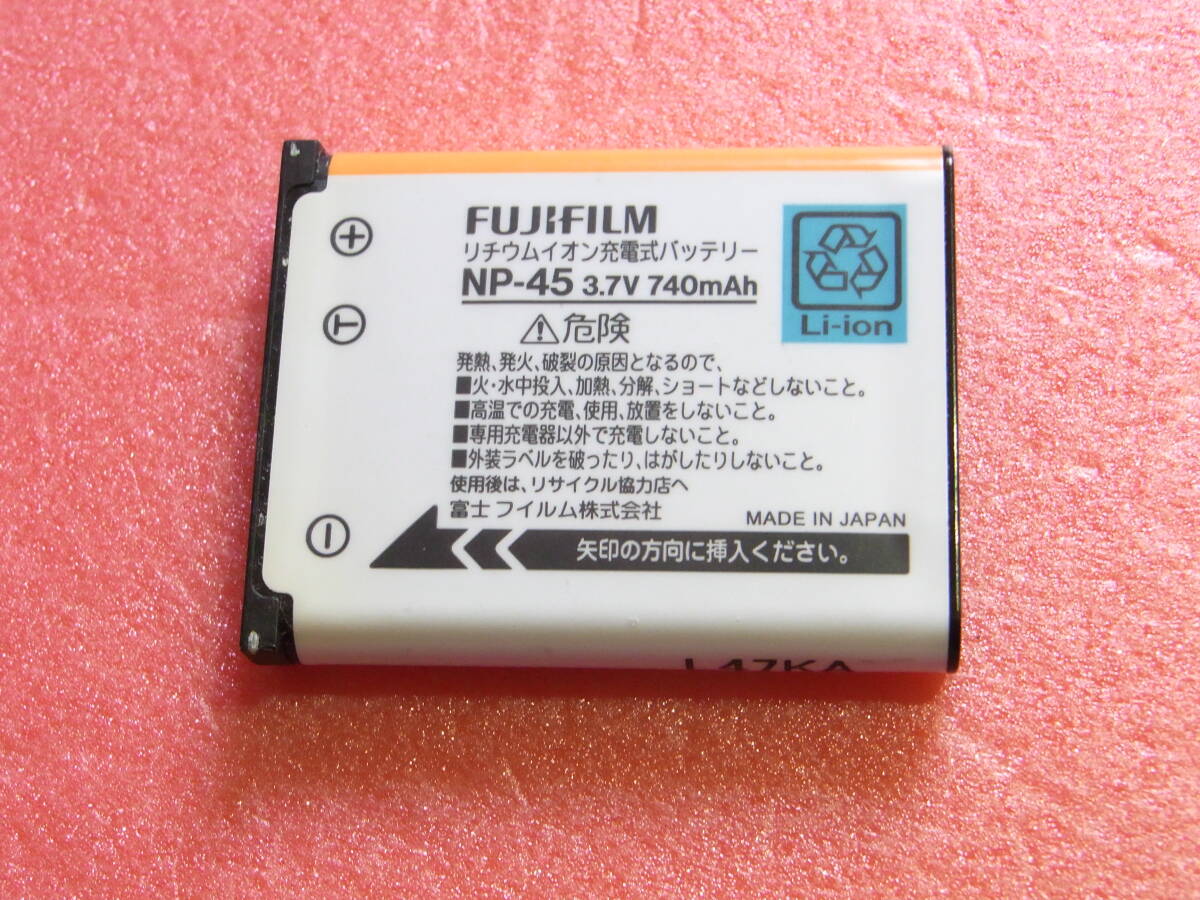 FUJIFILM
リチウムイオン充電式バッテリー
NP-45 3.7V 740mAh
Li-ion
⚠危険
発熱、発火、破裂の原因となるので、
■火・水中投入、加熱、分解、ショートなどしないこと。
■高温での充電、使用、放置をしないこと。
■専用充電器以外で充電しないこと。
■外装ラベルを破ったり、はがしたりしないこと。
使用後は、リサイクル協力店へ
富士フイルム株式会社
MADE IN JAPAN
矢印の方向に挿入ください。
+
T
−
L47KA